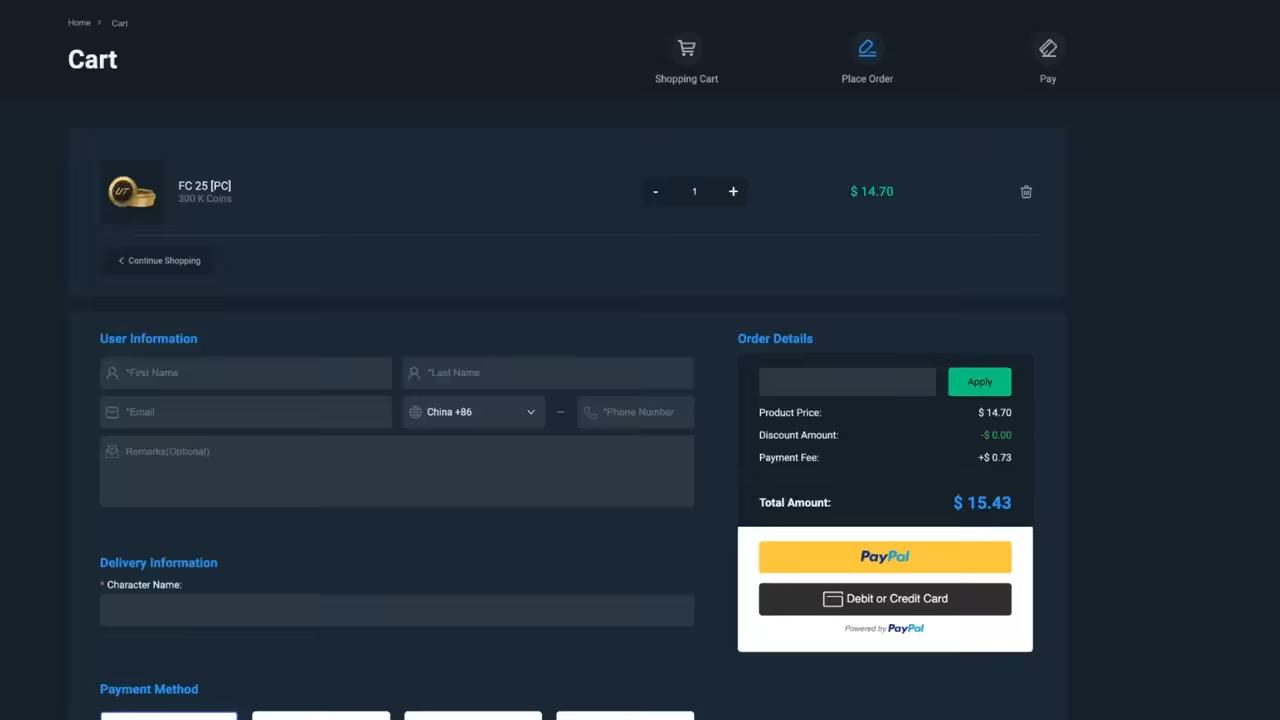 Home > Cart
Cart
Shopping Cart
Place Order
Pay
UT
FC 25 [PC]
300 K Coins
- 1 +
$ 14.70
< Continue Shopping
User Information
*First Name
*Last Name
*Email
China +86
*Phone Number
Remarks(Optional)
Delivery Information
* Character Name:
Payment Method
Order Details
Apply
Product Price: $ 14.70
Discount Amount: -$ 0.00
Payment Fee: +$ 0.73
Total Amount: $ 15.43
PayPal
Debit or Credit Card
Powered by PayPal